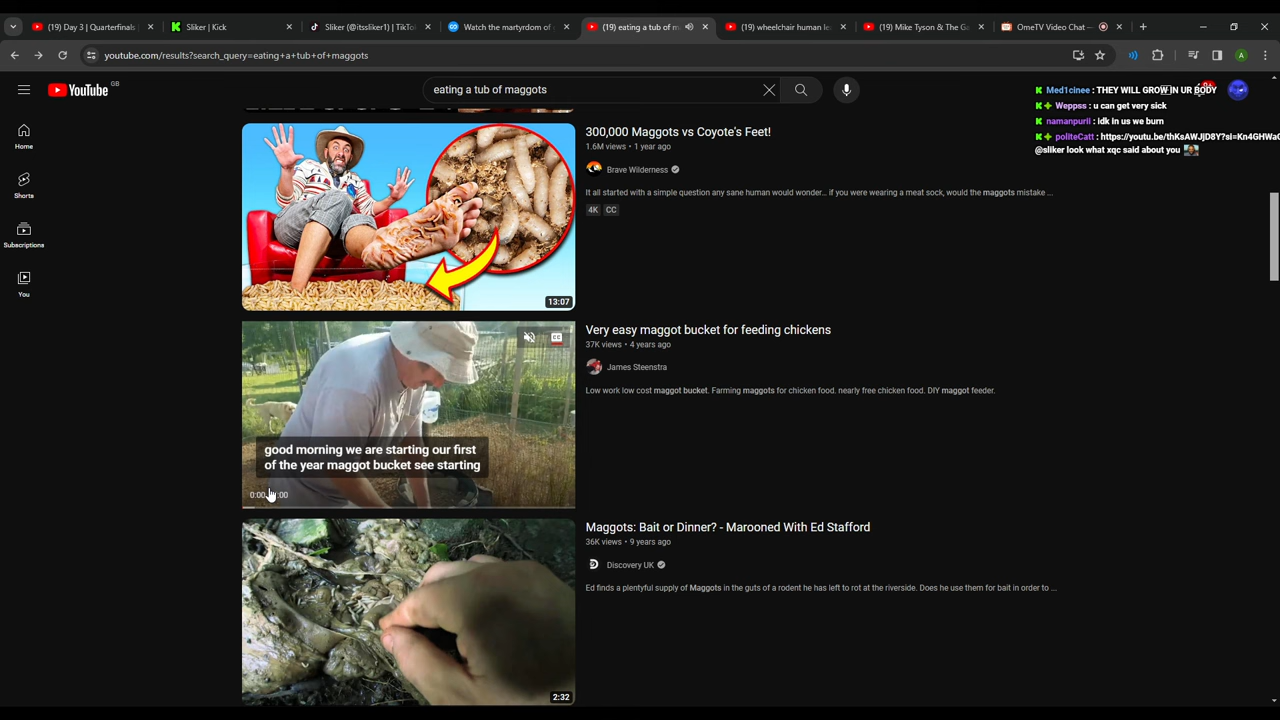 (19) Day 3 | Quarterfinals
Sliker | Kick
Sliker (@itssliker1) | TikTo
Watch the martyrdom of
(19) eating a tub of m
(19) wheelchair human le
(19) Mike Tyson & The Ga
OmeTV Video Chat —
youtube.com/results?search_query=eating+a+tub+of+maggots
A
YouTube GB
eating a tub of maggots
Med1cinee : THEY WILL GROW IN UR BODY
Weppss : u can get very sick
namanpuril : idk in us we burn
politeCatt : https://youtu.be/thKsAWJjD8Y?si=Kn4GHWaC
@sliker look what xqc said about you
Home
Shorts
Subscriptions
You
300,000 Maggots vs Coyote's Feet!
1.6M views • 1 year ago
Brave Wilderness
It all started with a simple question any sane human would wonder... if you were wearing a meat sock, would the maggots mistake ...
4K CC
13:07
Very easy maggot bucket for feeding chickens
37K views • 4 years ago
James Steenstra
Low work low cost maggot bucket. Farming maggots for chicken food. nearly free chicken food. DIY maggot feeder.
CC
good morning we are starting our first
of the year maggot bucket see starting
Maggots: Bait or Dinner? - Marooned With Ed Stafford
36K views • 9 years ago
Discovery UK
Ed finds a plentyful supply of Maggots in the guts of a rodent he has left to rot at the riverside. Does he use them for bait in order to ...
2:32